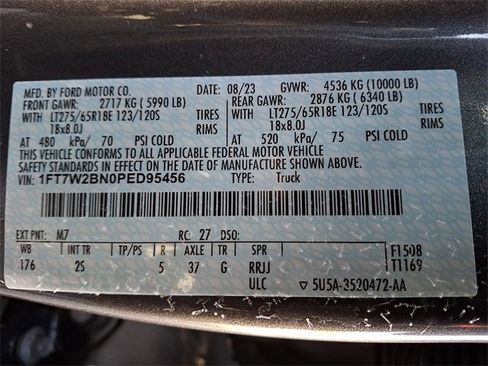 MFD. BY FORD MOTOR CO. DATE: 08/23 GVWR: 4536 KG (10000 LB)
FRONT GAWR: 2717 KG (5990 LB) REAR GAWR: 2876 KG (6340 LB)
WITH LT275/65R18E 123/120S TIRES WITH LT275/65R18E 123/120S TIRES
18x8.0J RIMS 18x8.0J RIMS
AT 480 kPa/ 70 PSI COLD AT 520 kPa/ 75 PSI COLD
THIS VEHICLE CONFORMS TO ALL APPLICABLE FEDERAL MOTOR VEHICLE
SAFETY STANDARDS IN EFFECT ON THE DATE OF MANUFACTURE SHOWN ABOVE.
VIN: 1FT7W2BN0PED95456 TYPE: Truck
EXT PNT: M7 RC: 27 DSO:
WB INT TR TP/PS R AXLE TR SPR F1508
176 2S 5 37 G RRJJ T1169
ULC ▽ 5U5A-3520472-AA